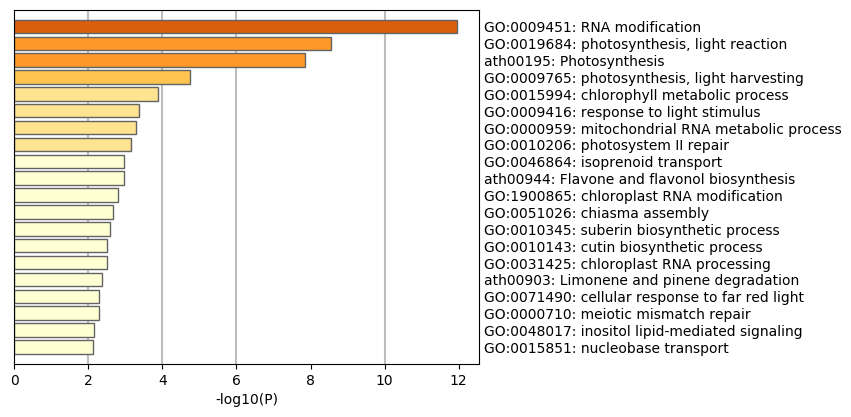 GO:0009451: RNA modification
GO:0019684: photosynthesis, light reaction
ath00195: Photosynthesis
GO:0009765: photosynthesis, light harvesting
GO:0015994: chlorophyll metabolic process
GO:0009416: response to light stimulus
GO:0000959: mitochondrial RNA metabolic process
GO:0010206: photosystem II repair
GO:0046864: isoprenoid transport
ath00944: Flavone and flavonol biosynthesis
GO:1900865: chloroplast RNA modification
GO:0051026: chiasma assembly
GO:0010345: suberin biosynthetic process
GO:0010143: cutin biosynthetic process
GO:0031425: chloroplast RNA processing
ath00903: Limonene and pinene degradation
GO:0071490: cellular response to far red light
GO:0000710: meiotic mismatch repair
GO:0048017: inositol lipid-mediated signaling
GO:0015851: nucleobase transport
0 2 4 6 8 10 12
-log10(P)